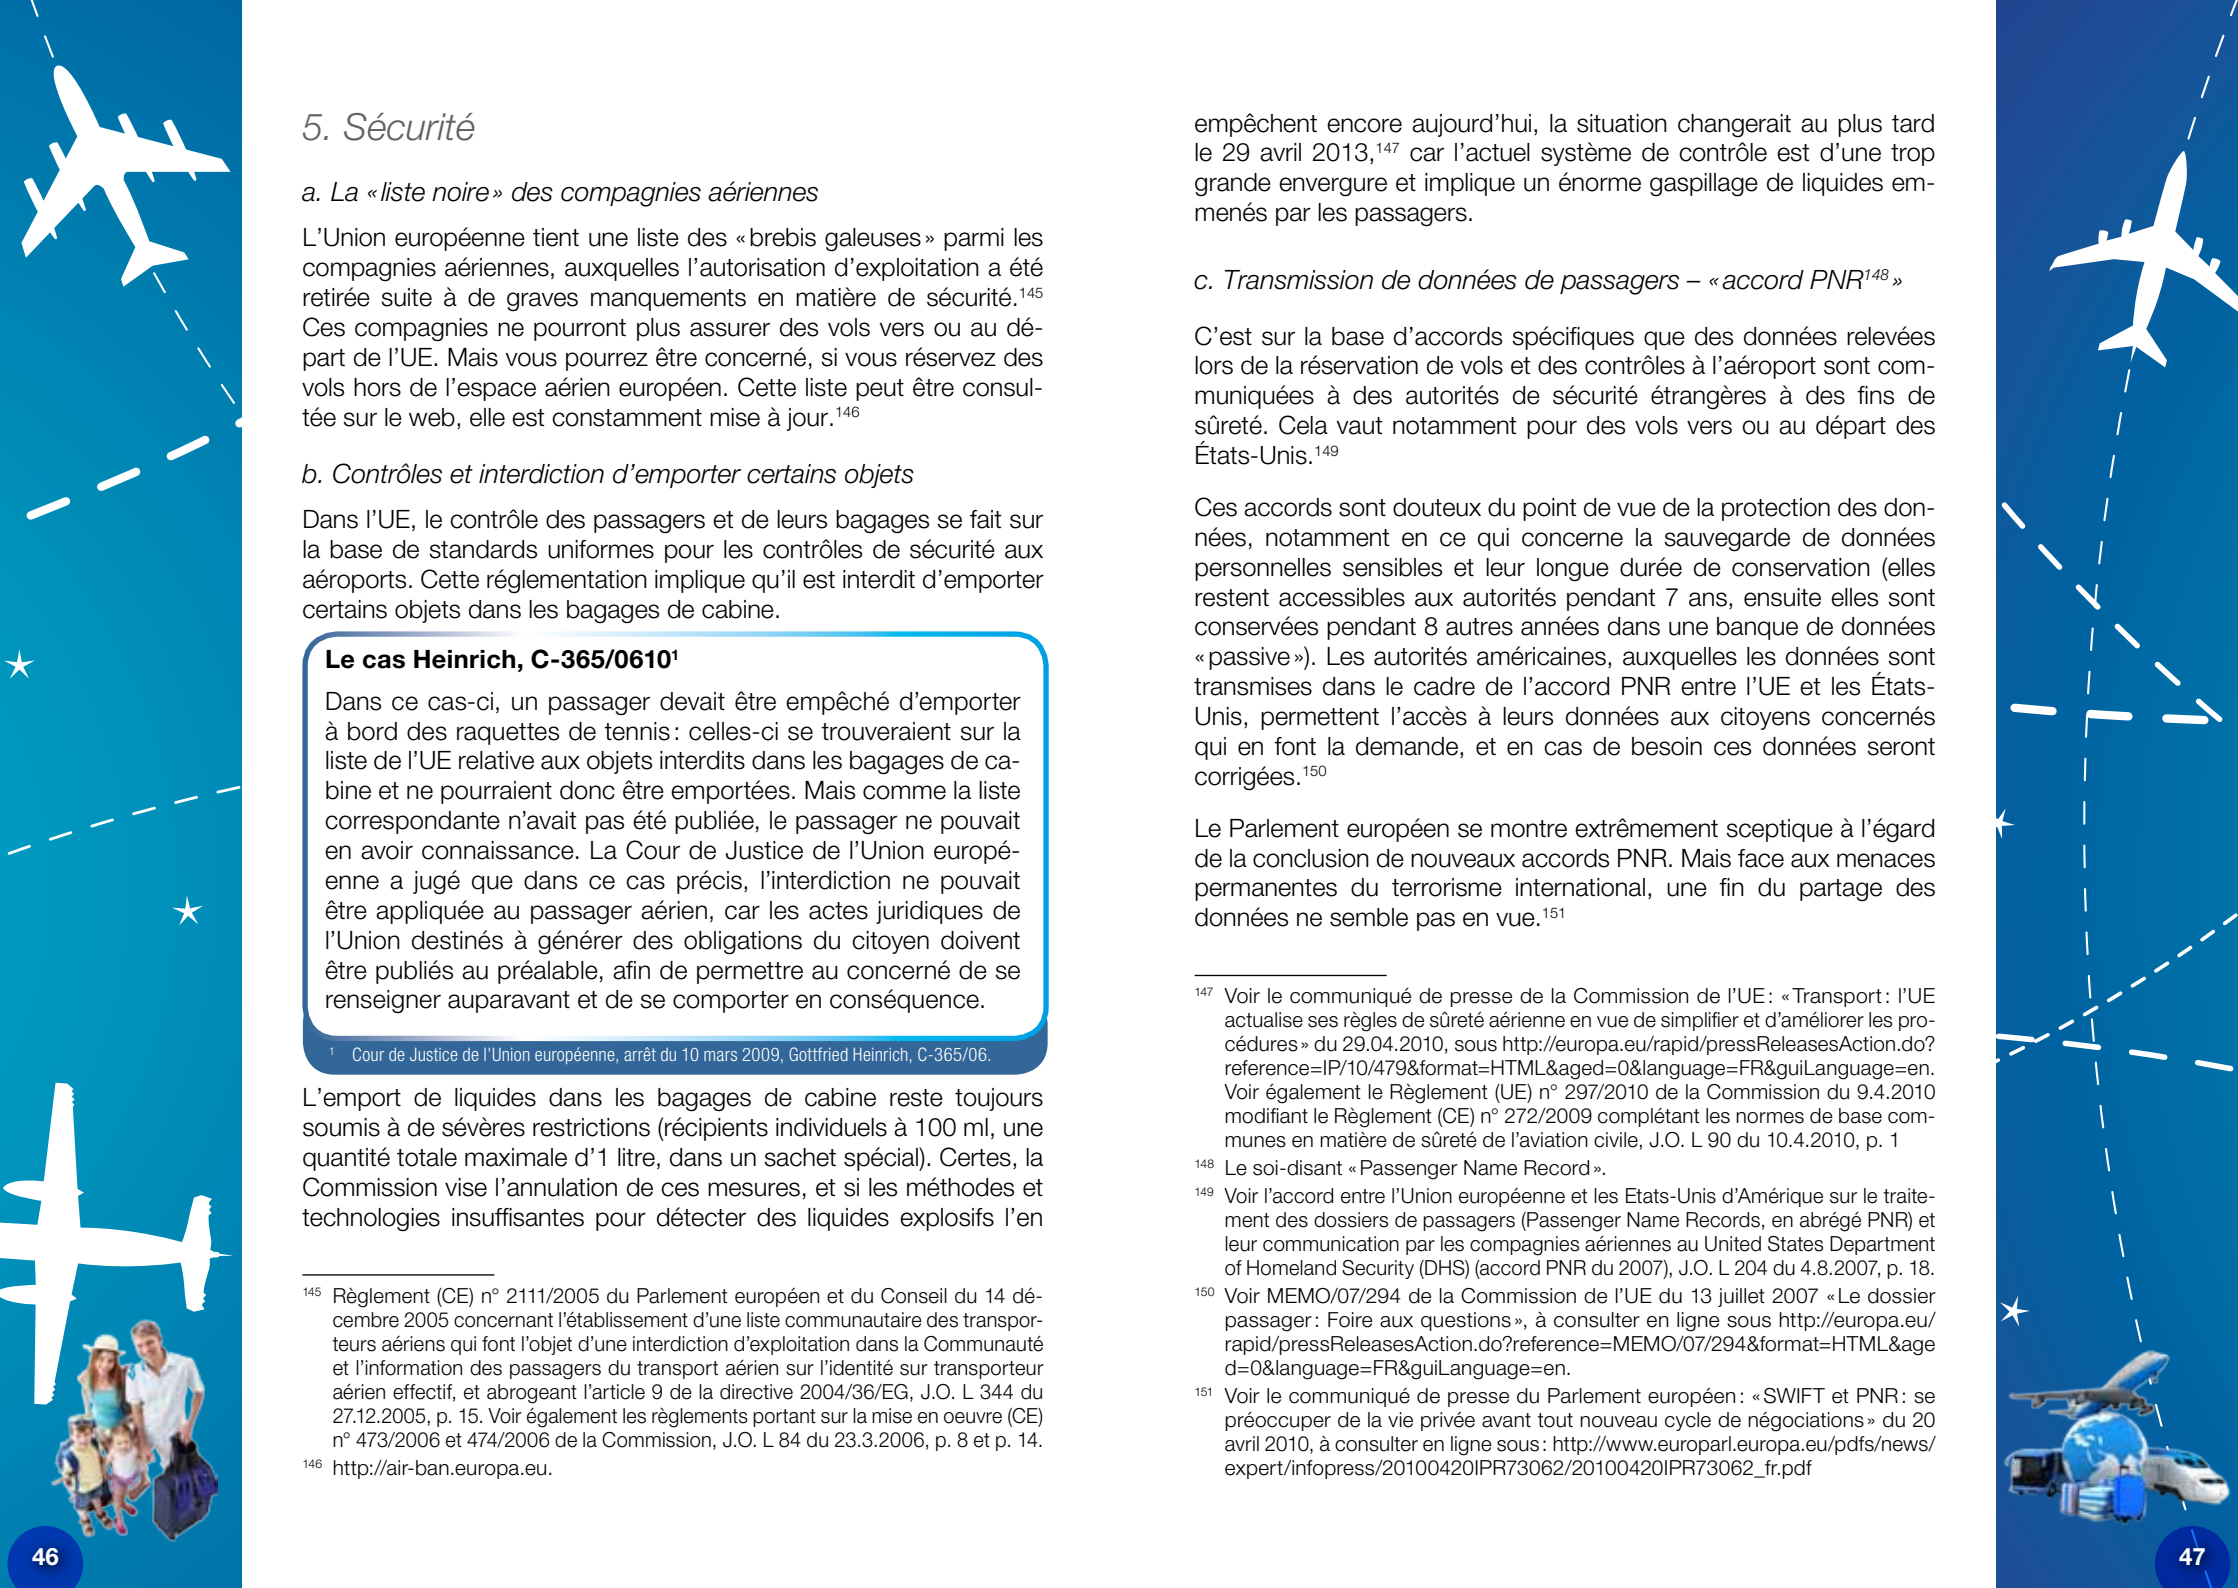 5. Sécurité
a. La « liste noire » des compagnies aériennes
L’Union européenne tient une liste des « brebis galeuses » parmi les
compagnies aériennes, auxquelles l’autorisation d’exploitation a été
retirée suite à de graves manquements en matière de sécurité.145
Ces compagnies ne pourront plus assurer des vols vers ou au dé-
part de l’UE. Mais vous pourrez être concerné, si vous réservez des
vols hors de l’espace aérien européen. Cette liste peut être consul-
tée sur le web, elle est constamment mise à jour.146
b. Contrôles et interdiction d’emporter certains objets
Dans l’UE, le contrôle des passagers et de leurs bagages se fait sur
la base de standards uniformes pour les contrôles de sécurité aux
aéroports. Cette réglementation implique qu’il est interdit d’emporter
certains objets dans les bagages de cabine.
Le cas Heinrich, C-365/06101
Dans ce cas-ci, un passager devait être empêché d’emporter
à bord des raquettes de tennis : celles-ci se trouveraient sur la
liste de l’UE relative aux objets interdits dans les bagages de ca-
bine et ne pourraient donc être emportées. Mais comme la liste
correspondante n’avait pas été publiée, le passager ne pouvait
en avoir connaissance. La Cour de Justice de l’Union europé-
enne a jugé que dans ce cas précis, l’interdiction ne pouvait
être appliquée au passager aérien, car les actes juridiques de
l’Union destinés à générer des obligations du citoyen doivent
être publiés au préalable, afin de permettre au concerné de se
renseigner auparavant et de se comporter en conséquence.
1 Cour de Justice de l’Union européenne, arrêt du 10 mars 2009, Gottfried Heinrich, C-365/06.
L’emport de liquides dans les bagages de cabine reste toujours
soumis à de sévères restrictions (récipients individuels à 100 ml, une
quantité totale maximale d’1 litre, dans un sachet spécial). Certes, la
Commission vise l’annulation de ces mesures, et si les méthodes et
technologies insuffisantes pour détecter des liquides explosifs l’en
145 Règlement (CE) n° 2111/2005 du Parlement européen et du Conseil du 14 dé-
cembre 2005 concernant l’établissement d’une liste communautaire des transpor-
teurs aériens qui font l’objet d’une interdiction d’exploitation dans la Communauté
et l’information des passagers du transport aérien sur l’identité sur transporteur
aérien effectif, et abrogeant l’article 9 de la directive 2004/36/EG, J.O. L 344 du
27.12.2005, p. 15. Voir également les règlements portant sur la mise en oeuvre (CE)
n° 473/2006 et 474/2006 de la Commission, J.O. L 84 du 23.3.2006, p. 8 et p. 14.
146 http://air-ban.europa.eu.
46
empêchent encore aujourd’hui, la situation changerait au plus tard
le 29 avril 2013,147 car l’actuel système de contrôle est d’une trop
grande envergure et implique un énorme gaspillage de liquides em-
menés par les passagers.
c. Transmission de données de passagers – « accord PNR148 »
C’est sur la base d’accords spécifiques que des données relevées
lors de la réservation de vols et des contrôles à l’aéroport sont com-
muniquées à des autorités de sécurité étrangères à des fins de
sûreté. Cela vaut notamment pour des vols vers ou au départ des
États-Unis.149
Ces accords sont douteux du point de vue de la protection des don-
nées, notamment en ce qui concerne la sauvegarde de données
personnelles sensibles et leur longue durée de conservation (elles
restent accessibles aux autorités pendant 7 ans, ensuite elles sont
conservées pendant 8 autres années dans une banque de données
« passive »). Les autorités américaines, auxquelles les données sont
transmises dans le cadre de l’accord PNR entre l’UE et les États-
Unis, permettent l’accès à leurs données aux citoyens concernés
qui en font la demande, et en cas de besoin ces données seront
corrigées.150
Le Parlement européen se montre extrêmement sceptique à l’égard
de la conclusion de nouveaux accords PNR. Mais face aux menaces
permanentes du terrorisme international, une fin du partage des
données ne semble pas en vue.151
147 Voir le communiqué de presse de la Commission de l’UE : « Transport : l’UE
actualise ses règles de sûreté aérienne en vue de simplifier et d’améliorer les pro-
cédures » du 29.04.2010, sous http://europa.eu/rapid/pressReleasesAction.do?
reference=IP/10/479&format=HTML&aged=0&language=FR&guiLanguage=en.
Voir également le Règlement (UE) n° 297/2010 de la Commission du 9.4.2010
modifiant le Règlement (CE) n° 272/2009 complétant les normes de base com-
munes en matière de sûreté de l’aviation civile, J.O. L 90 du 10.4.2010, p. 1
148 Le soi-disant « Passenger Name Record ».
149 Voir l’accord entre l’Union européenne et les Etats-Unis d’Amérique sur le traite-
ment des dossiers de passagers (Passenger Name Records, en abrégé PNR) et
leur communication par les compagnies aériennes au United States Department
of Homeland Security (DHS) (accord PNR du 2007), J.O. L 204 du 4.8.2007, p. 18.
150 Voir MEMO/07/294 de la Commission de l’UE du 13 juillet 2007 « Le dossier
passager : Foire aux questions », à consulter en ligne sous http://europa.eu/
rapid/pressReleasesAction.do?reference=MEMO/07/294&format=HTML&age
d=0&language=FR&guiLanguage=en.
151 Voir le communiqué de presse du Parlement européen : « SWIFT et PNR : se
préoccuper de la vie privée avant tout nouveau cycle de négociations » du 20
avril 2010, à consulter en ligne sous : http://www.europarl.europa.eu/pdfs/news/
expert/infopress/20100420IPR73062/20100420IPR73062_fr.pdf
47